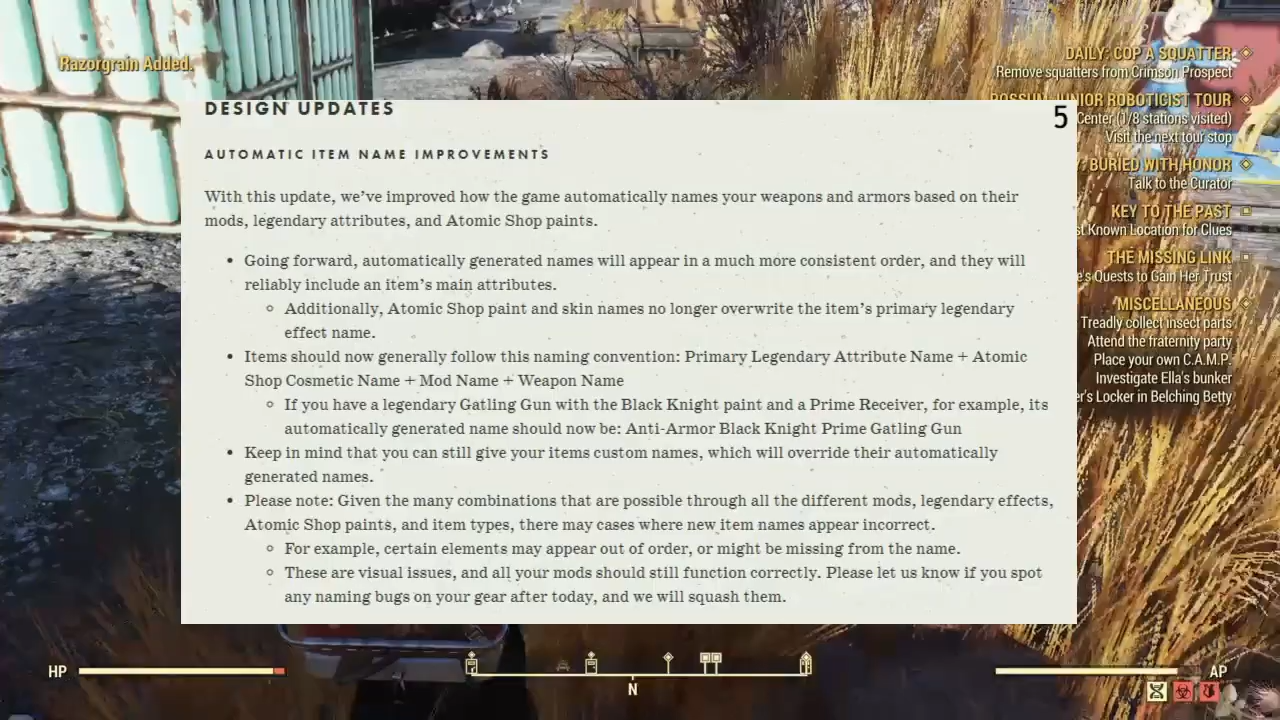 Razorgrain Added.
DESIGN UPDATES
5
AUTOMATIC ITEM NAME IMPROVEMENTS
With this update, we've improved how the game automatically names your weapons and armors based on their
mods, legendary attributes, and Atomic Shop paints.
• Going forward, automatically generated names will appear in a much more consistent order, and they will
reliably include an item's main attributes.
◦ Additionally, Atomic Shop paint and skin names no longer overwrite the item's primary legendary
effect name.
• Items should now generally follow this naming convention: Primary Legendary Attribute Name + Atomic
Shop Cosmetic Name + Mod Name + Weapon Name
◦ If you have a legendary Gatling Gun with the Black Knight paint and a Prime Receiver, for example, its
automatically generated name should now be: Anti-Armor Black Knight Prime Gatling Gun
• Keep in mind that you can still give your items custom names, which will override their automatically
generated names.
• Please note: Given the many combinations that are possible through all the different mods, legendary effects,
Atomic Shop paints, and item types, there may cases where new item names appear incorrect.
◦ For example, certain elements may appear out of order, or might be missing from the name.
◦ These are visual issues, and all your mods should still function correctly. Please let us know if you spot
any naming bugs on your gear after today, and we will squash them.
DAILY: COP A SQUATTER
Remove squatters from Crimson Prospect
JUNIOR ROBOTICIST TOUR
Center (1/8 stations visited)
Visit the next tour stop
BURIED WITH HONOR
Talk to the Curator
KEY TO THE PAST
Known Location for Clues
THE MISSING LINK
Quests to Gain Her Trust
MISCELLANEOUS
Treadly collect insect parts
Attend the fraternity party
Place your own C.A.M.P.
Investigate Ella's bunker
Locker in Belching Betty
HP
N
AP